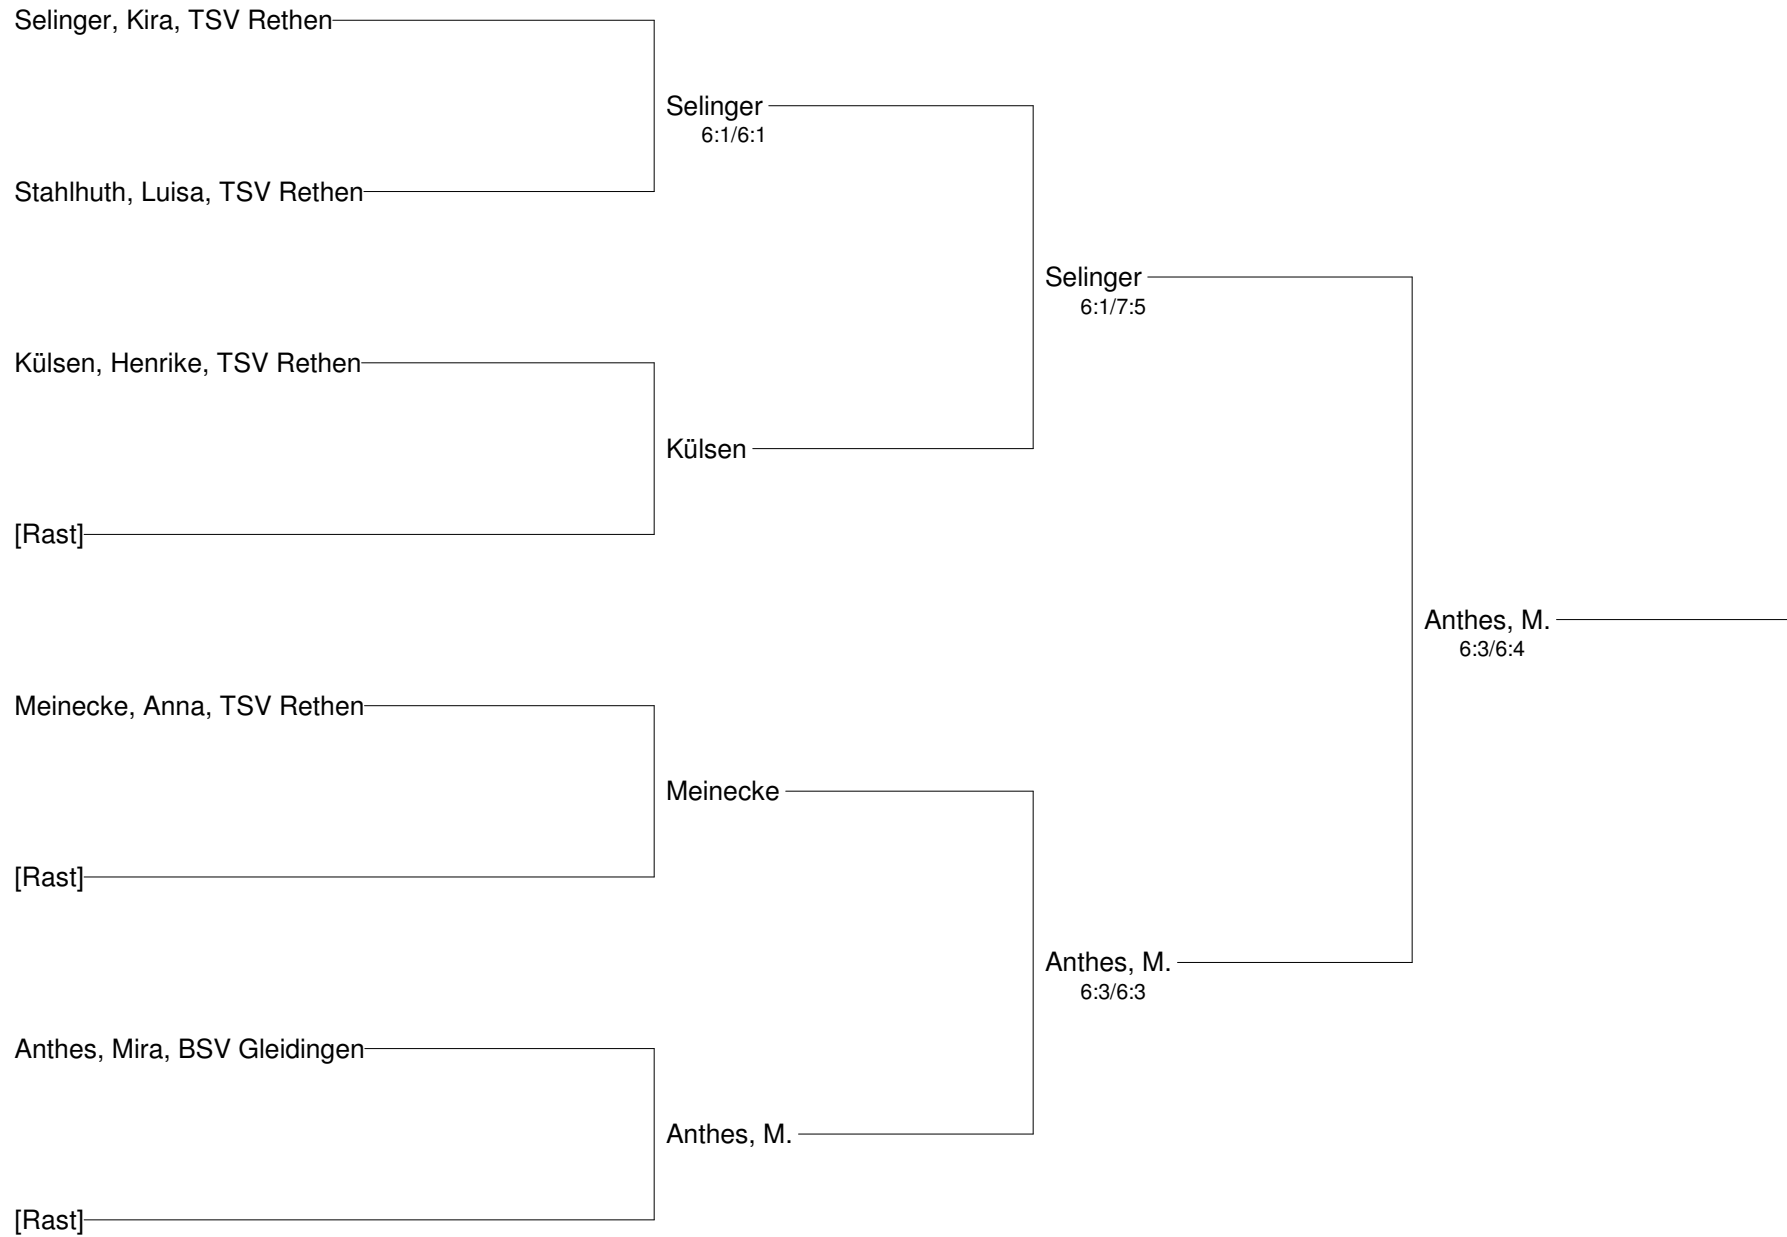 Selinger, Kira, TSV Rethen
Selinger
6:1/6:1
Stahlhuth, Luisa, TSV Rethen
Selinger
6:1/7:5
Külsen, Henrike, TSV Rethen
Külsen
[Rast]
Anthes, M.
6:3/6:4
Meinecke, Anna, TSV Rethen
Meinecke
[Rast]
Anthes, M.
6:3/6:3
Anthes, Mira, BSV Gleidingen
Anthes, M.
[Rast]